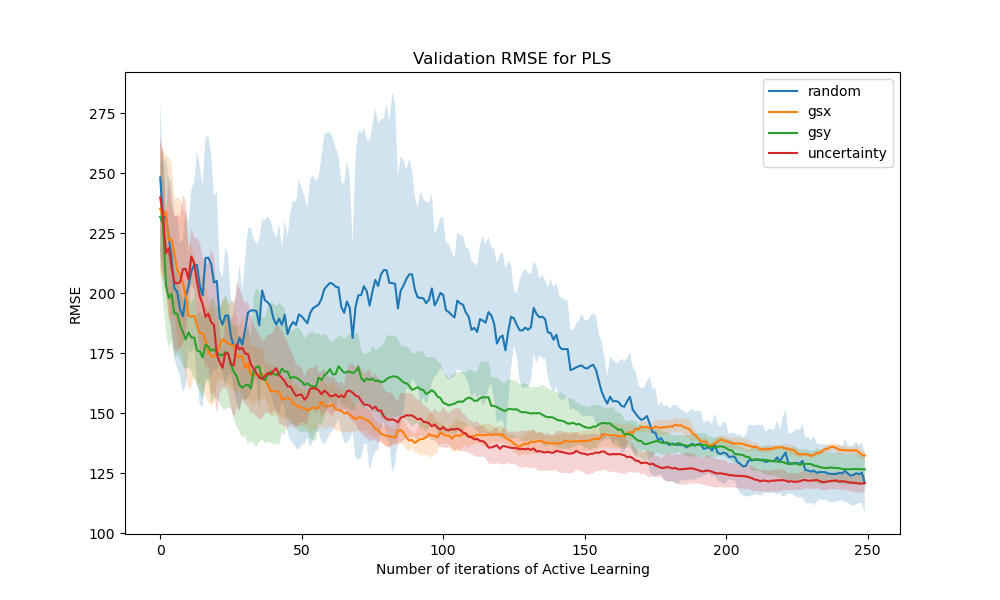 Validation RMSE for PLS
random
gsx
gsy
uncertainty
275
250
225
200
175
150
125
100
RMSE
0 50 100 150 200 250
Number of iterations of Active Learning